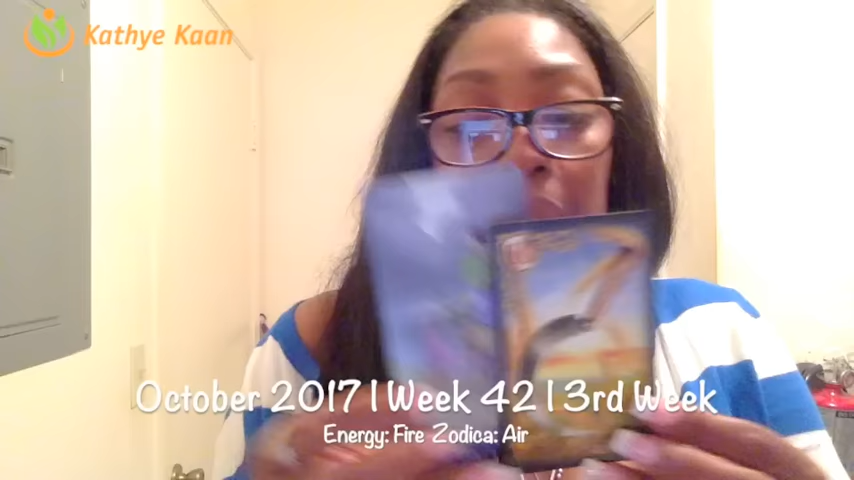 Kathye Kaan
October 2017 | Week 42 | 3rd Week
Energy: Fire Zodica: Air